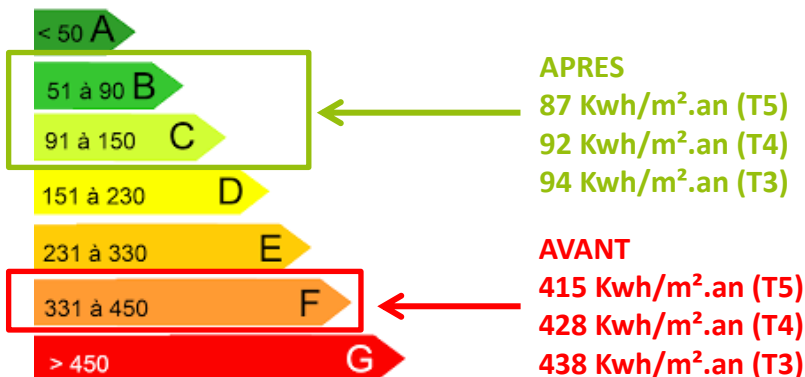 < 50 A
51 à 90 B
91 à 150 C
151 à 230 D
231 à 330 E
331 à 450 F
> 450 G
APRES
87 Kwh/m².an (T5)
92 Kwh/m².an (T4)
94 Kwh/m².an (T3)
AVANT
415 Kwh/m².an (T5)
428 Kwh/m².an (T4)
438 Kwh/m².an (T3)